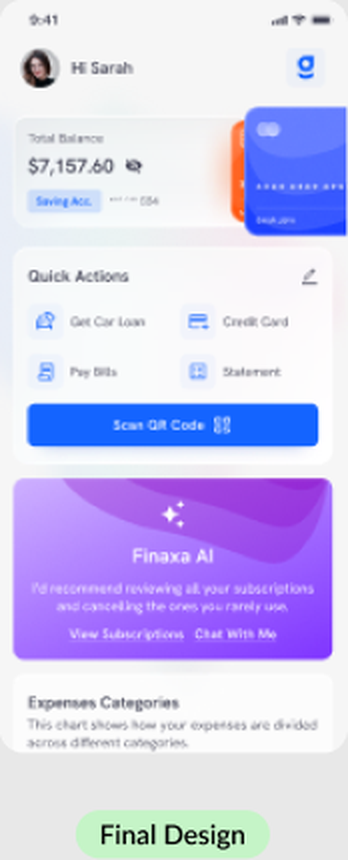 9:41
Hi Sarah
g
Total Balance
$7,157.60
Saving Acc.
Quick Actions
Get Car Loan
Credit Card
Pay Bills
Statement
Scan QR Code
Finaxa AI
I'd recommend reviewing all your subscriptions
and cancelling the ones you rarely use.
View Subscriptions Chat With Me
Expenses Categories
This chart shows how your expenses are divided
across different categories.
Final Design